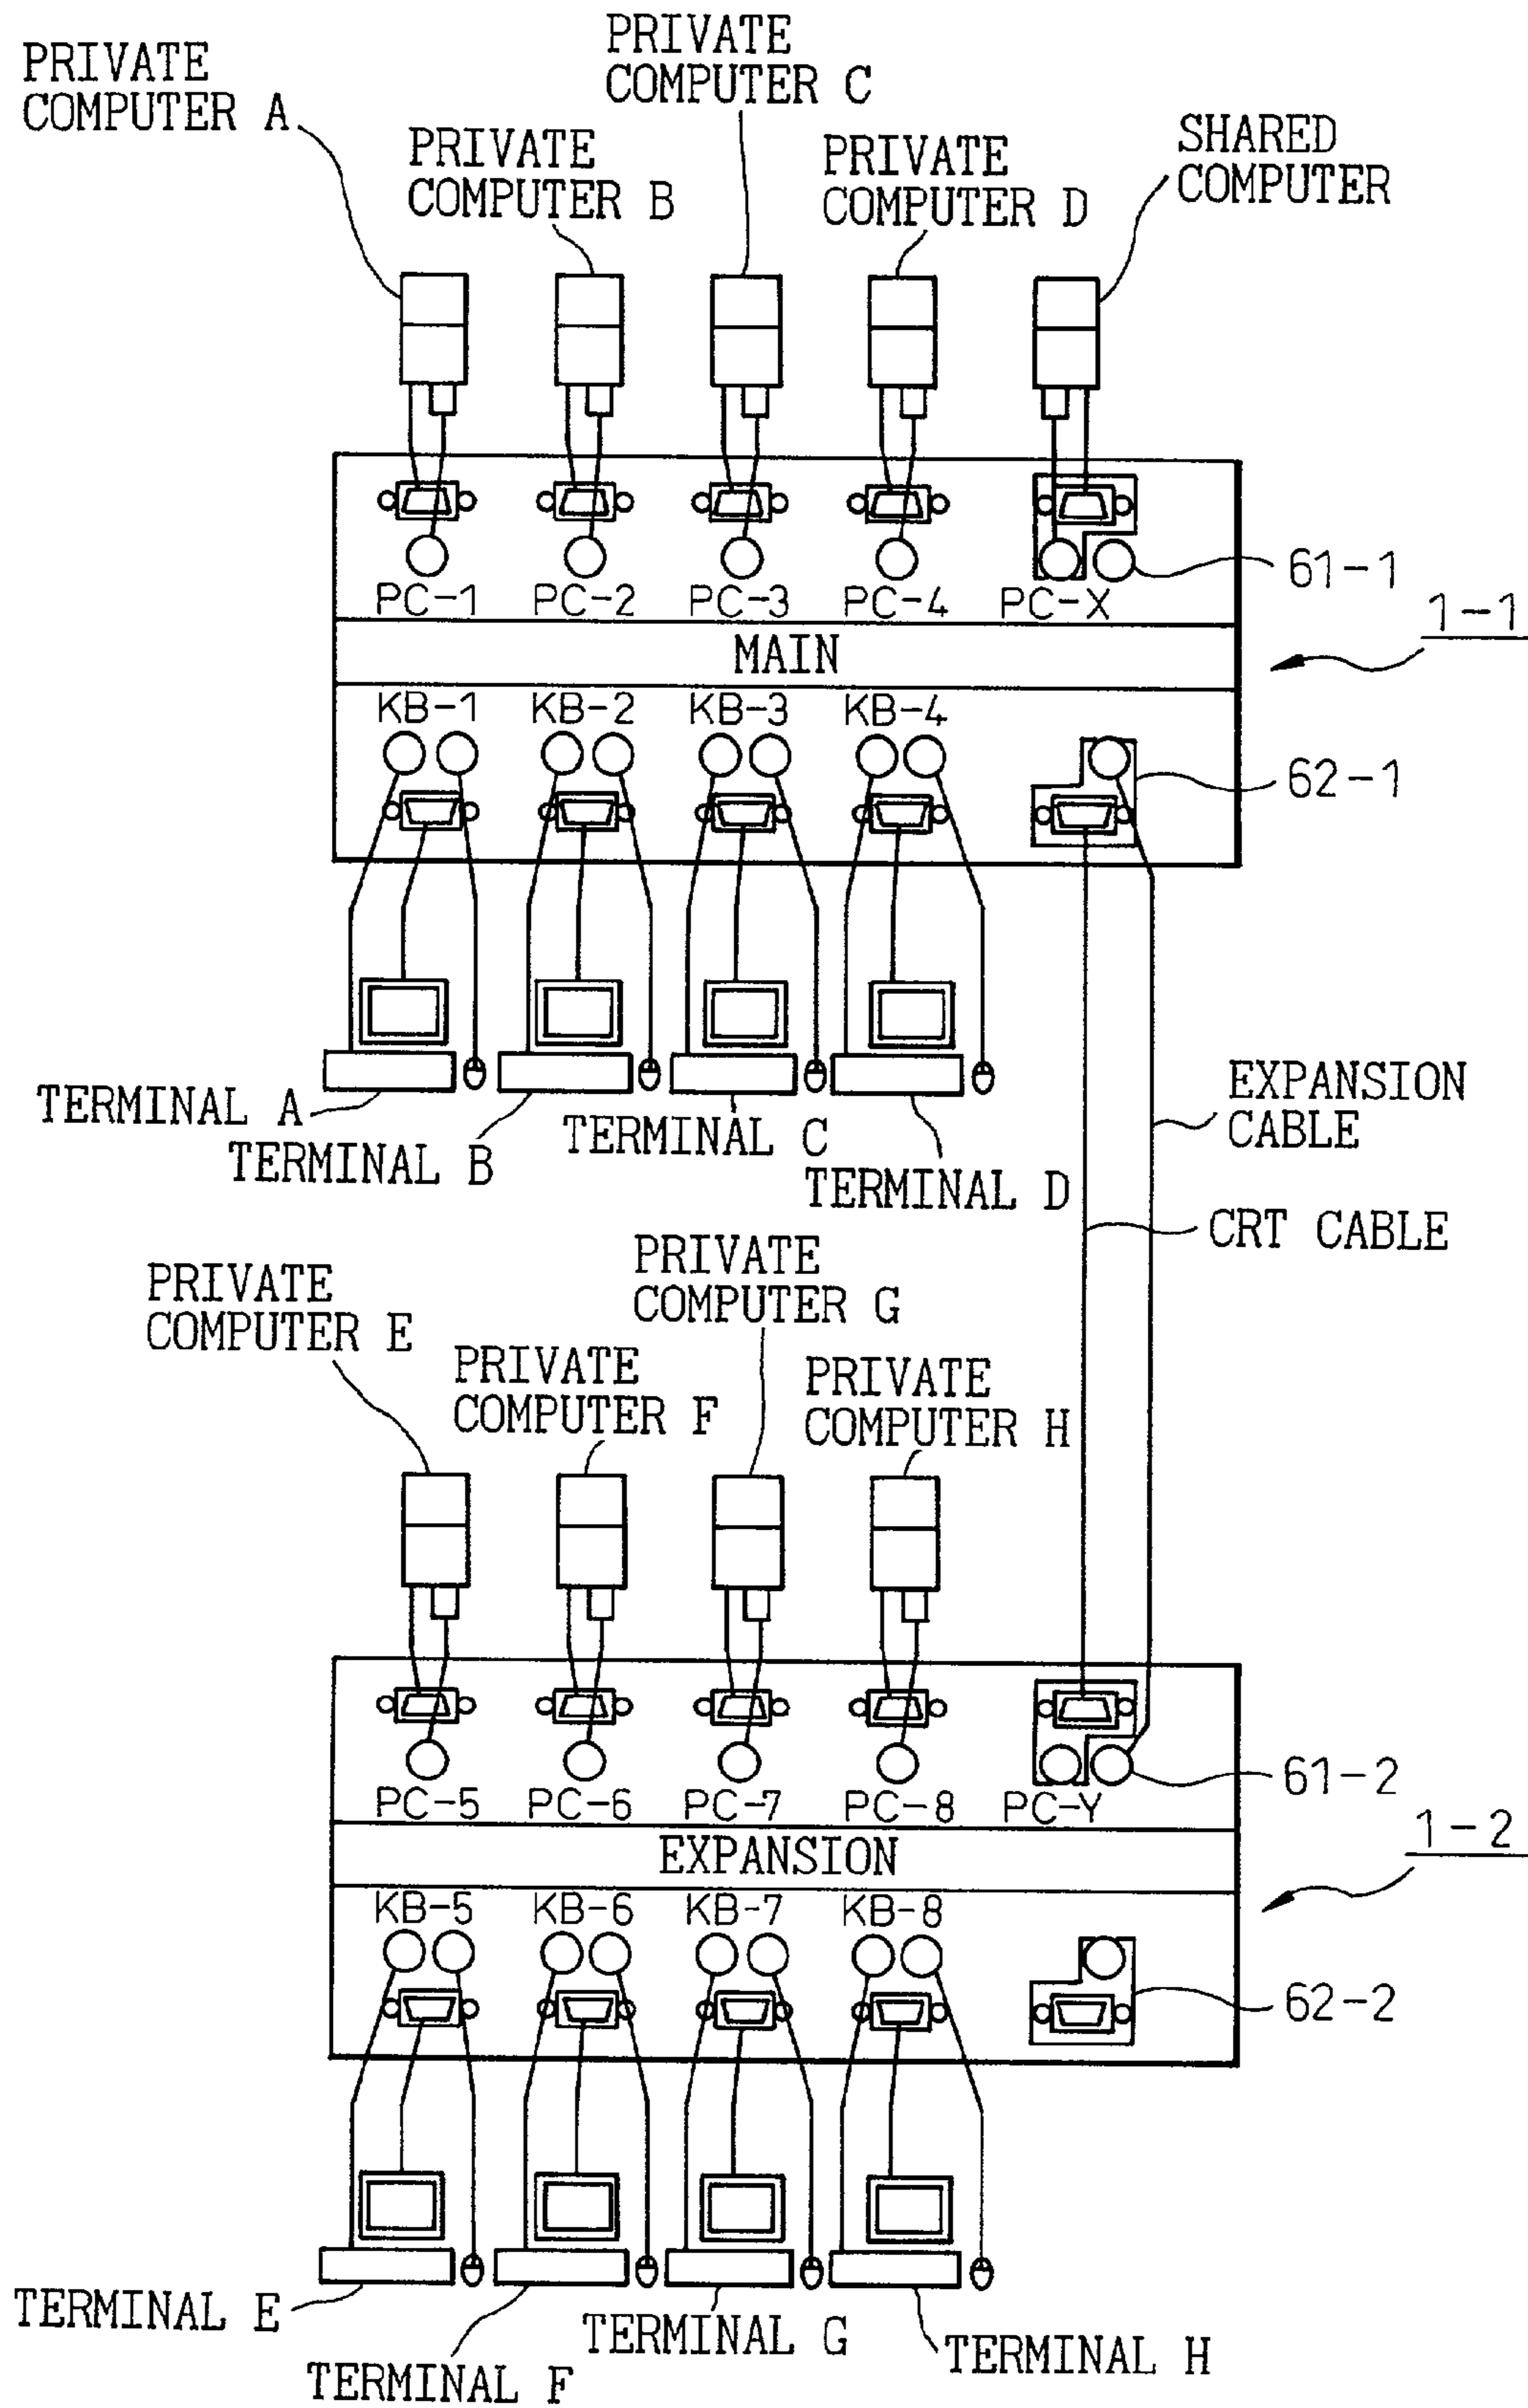 PRIVATE
COMPUTER A
PRIVATE
COMPUTER B
PRIVATE
COMPUTER C
PRIVATE
COMPUTER D
SHARED
COMPUTER
PC-1
PC-2
PC-3
PC-4
PC-X
61-1
1-1
MAIN
KB-1
KB-2
KB-3
KB-4
62-1
TERMINAL A
TERMINAL B
TERMINAL C
TERMINAL D
EXPANSION
CABLE
CRT CABLE
PRIVATE
COMPUTER E
PRIVATE
COMPUTER F
PRIVATE
COMPUTER G
PRIVATE
COMPUTER H
PC-5
PC-6
PC-7
PC-8
PC-Y
61-2
1-2
EXPANSION
KB-5
KB-6
KB-7
KB-8
62-2
TERMINAL E
TERMINAL F
TERMINAL G
TERMINAL H